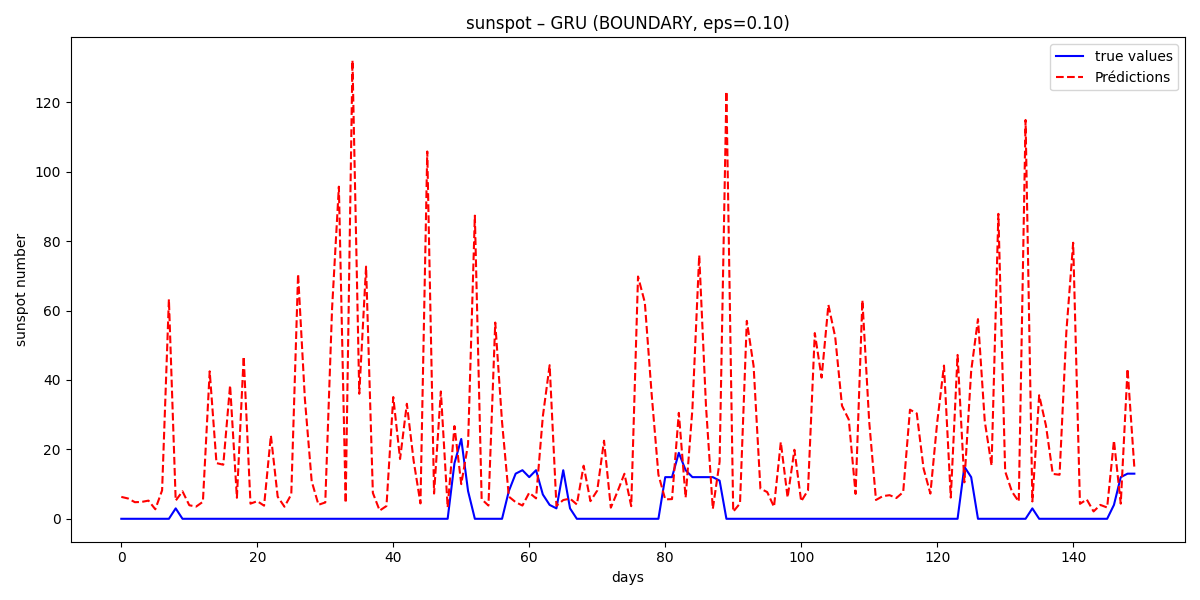 sunspot – GRU (BOUNDARY, eps=0.10)
true values
Prédictions
sunspot number
120
100
80
60
40
20
0
0 20 40 60 80 100 120 140
days